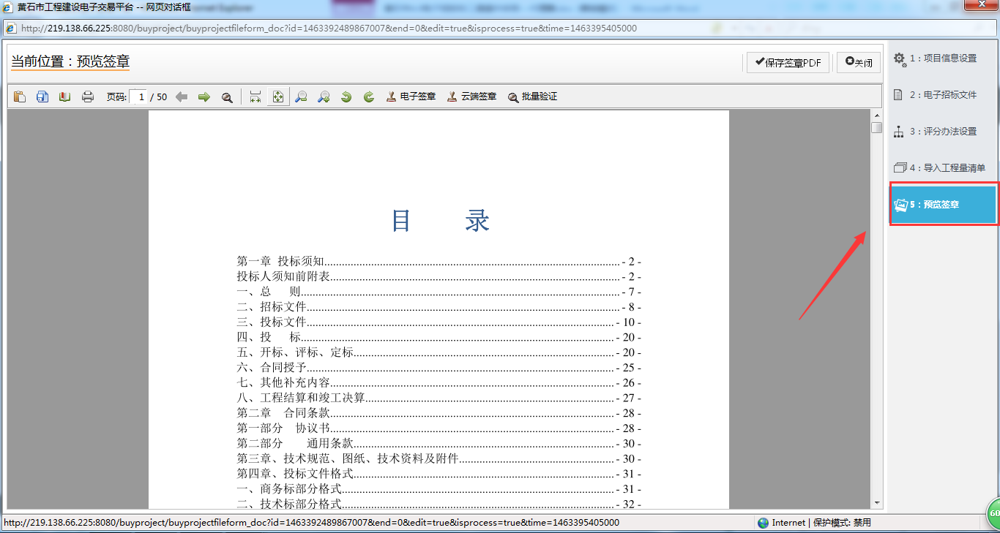 黄石市工程建设电子交易平台 -- 网页对话框
http://219.138.66.225:8080/buyproject/buyprojectfileform_doc?id=1463392489867007&end=0&edit=true&isprocess=true&time=1463395405000
当前位置：预览签章
保存签章PDF
关闭
页码: 1 / 50
电子签章
云端签章
批量验证
目 录
第一章 投标须知 - 2 -
投标人须知前附表 - 2 -
一、总 则 - 7 -
二、招标文件 - 8 -
三、投标文件 - 10 -
四、投 标 - 20 -
五、开标、评标、定标 - 20 -
六、合同授予 - 25 -
七、其他补充内容 - 26 -
八、工程结算和竣工决算 - 27 -
第二章 合同条款 - 28 -
第一部分 协议书 - 28 -
第二部分 通用条款 - 30 -
第三章、技术规范、图纸、技术资料及附件 - 30 -
第四章、投标文件格式 - 31 -
一、商务标部分格式 - 31 -
二、技术标部分格式 - 32 -
1：项目信息设置
2：电子招标文件
3：评分办法设置
4：导入工程量清单
5：预览签章
60
http://219.138.66.225:8080/buyproject/buyprojectfileform_doc?id=1463392489867007&end=0&edit=true&isprocess=true&time=1463395405000
Internet | 保护模式: 禁用